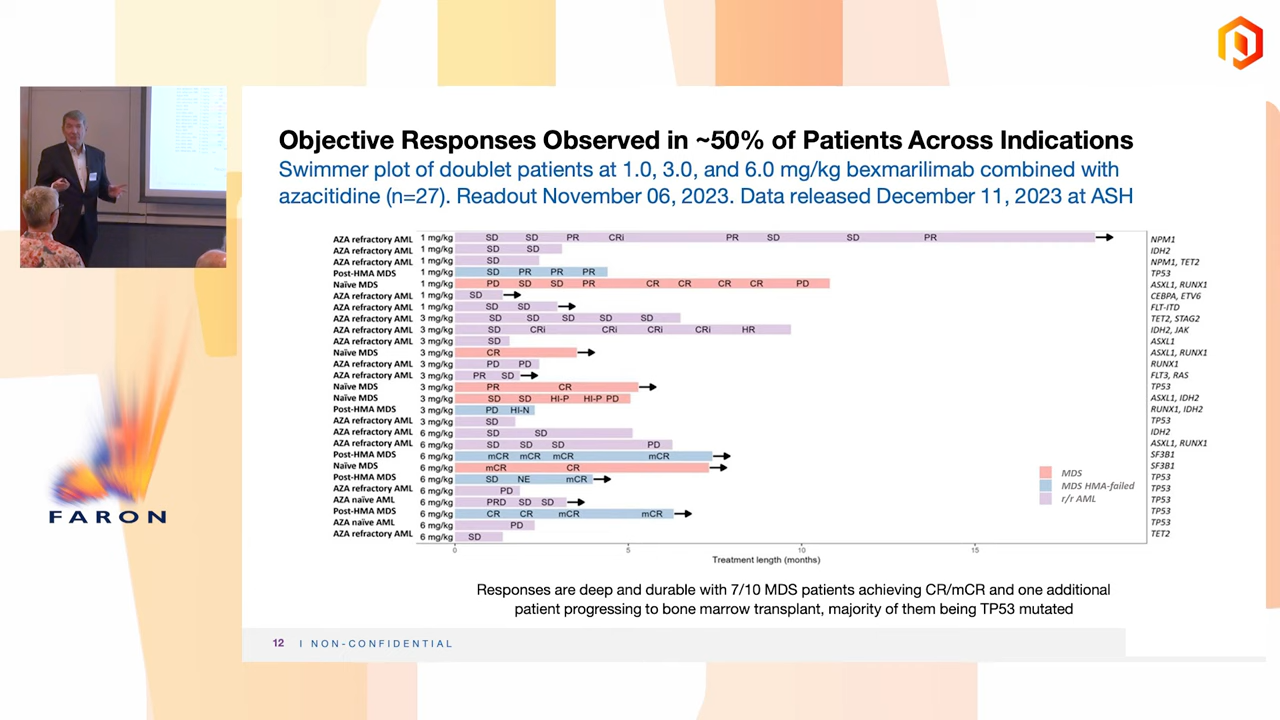 Objective Responses Observed in ~50% of Patients Across Indications
Swimmer plot of doublet patients at 1.0, 3.0, and 6.0 mg/kg bexmarilimab combined with
azacitidine (n=27). Readout November 06, 2023. Data released December 11, 2023 at ASH
AZA refractory AML 1 mg/kg SD SD PR CRi PR SD SD PR NPM1
AZA refractory AML 1 mg/kg SD SD IDH2
AZA refractory AML 1 mg/kg SD NPM1, TET2
Post-HMA MDS 1 mg/kg SD PR PR PR TP53
Naïve MDS 1 mg/kg PD SD SD PR CR CR CR CR PD ASXL1, RUNX1
AZA refractory AML 1 mg/kg SD CEBPA, ETV6
AZA refractory AML 1 mg/kg SD SD FLT-ITD
AZA refractory AML 3 mg/kg SD SD SD SD SD TET2, STAG2
AZA refractory AML 3 mg/kg SD CRi CRi CRi CRi HR IDH2, JAK
AZA refractory AML 3 mg/kg SD ASXL1
Naïve MDS 3 mg/kg CR ASXL1, RUNX1
AZA refractory AML 3 mg/kg PD PD RUNX1
AZA refractory AML 3 mg/kg PR SD FLT3, RAS
Naïve MDS 3 mg/kg PR CR TP53
Naïve MDS 3 mg/kg SD SD HI-P HI-P PD ASXL1, IDH2
Post-HMA MDS 3 mg/kg PD HI-N RUNX1, IDH2
AZA refractory AML 3 mg/kg SD TP53
AZA refractory AML 6 mg/kg SD SD IDH2
AZA refractory AML 6 mg/kg SD SD SD PD ASXL1, RUNX1
Post-HMA MDS 6 mg/kg mCR mCR mCR mCR SF3B1
Naïve MDS 6 mg/kg mCR CR SF3B1
Post-HMA MDS 6 mg/kg SD NE mCR TP53
AZA refractory AML 6 mg/kg PD TP53
AZA naïve AML 6 mg/kg PRD SD SD TP53
Post-HMA MDS 6 mg/kg CR CR mCR mCR TP53
AZA naïve AML 6 mg/kg PD TP53
AZA refractory AML 6 mg/kg SD TET2
MDS
MDS HMA-failed
r/r AML
0 5 10 15
Treatment length (months)
Responses are deep and durable with 7/10 MDS patients achieving CR/mCR and one additional
patient progressing to bone marrow transplant, majority of them being TP53 mutated
12 I NON-CONFIDENTIAL
FARON